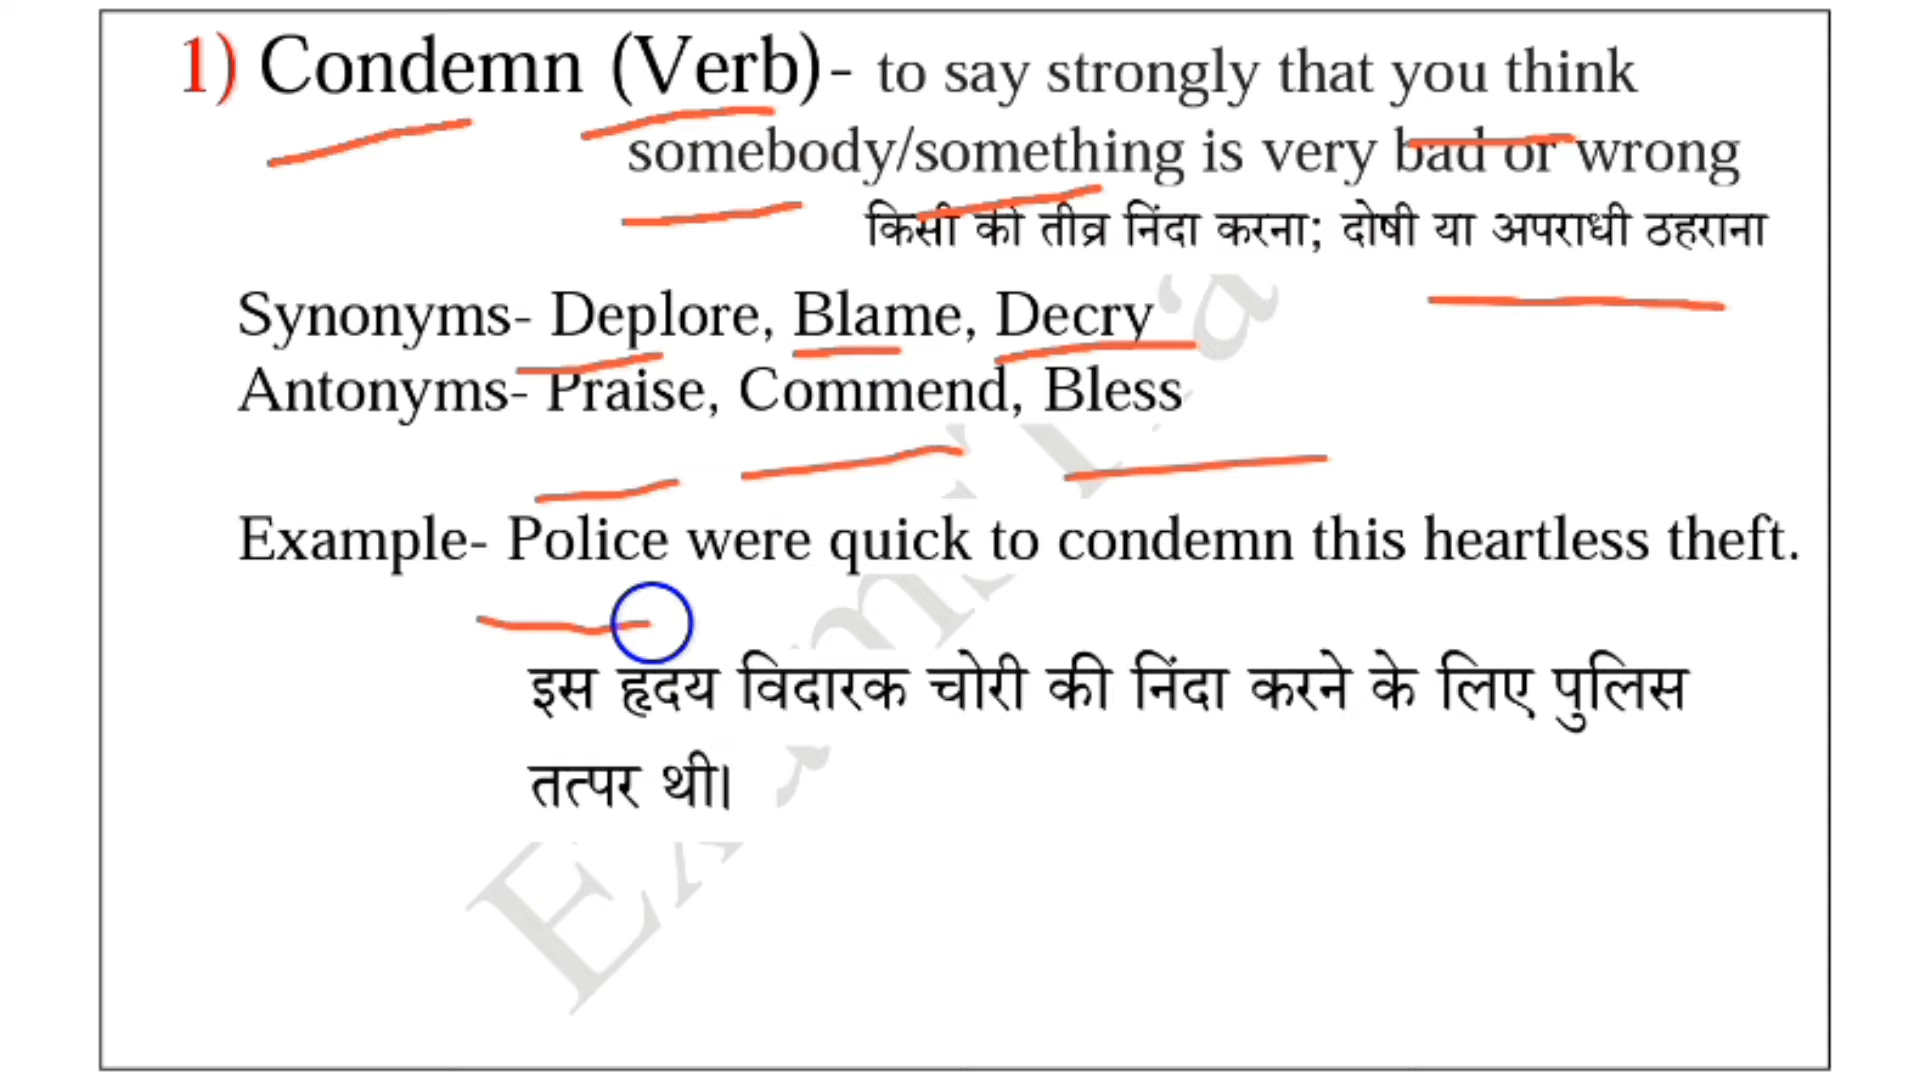 1) Condemn (Verb)- to say strongly that you think
somebody/something is very bad or wrong
किसी की तीव्र निंदा करना; दोषी या अपराधी ठहराना
Synonyms- Deplore, Blame, Decry
Antonyms- Praise, Commend, Bless
Example- Police were quick to condemn this heartless theft.
इस हृदय विदारक चोरी की निंदा करने के लिए पुलिस
तत्पर थी।